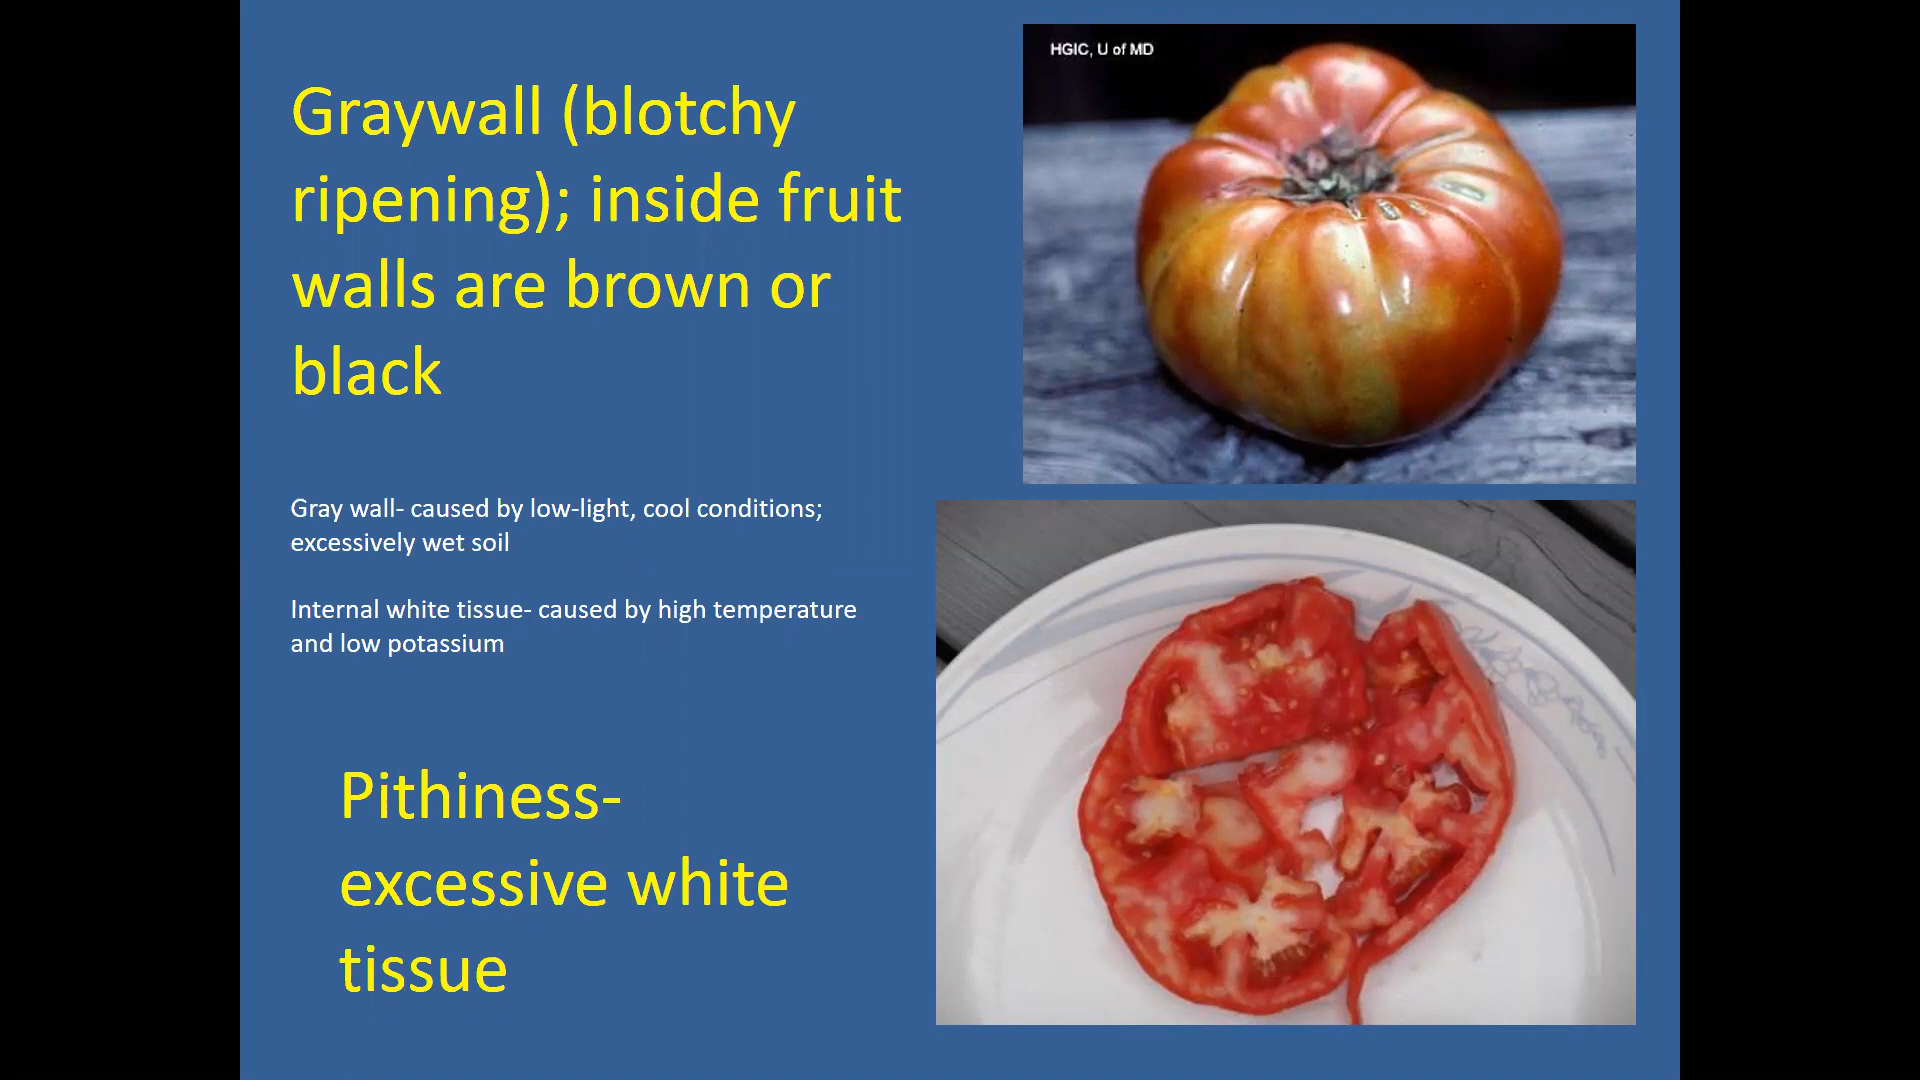 Graywall (blotchy
ripening); inside fruit
walls are brown or
black
HGIC, U of MD
Gray wall- caused by low-light, cool conditions;
excessively wet soil
Internal white tissue- caused by high temperature
and low potassium
Pithiness-
excessive white
tissue